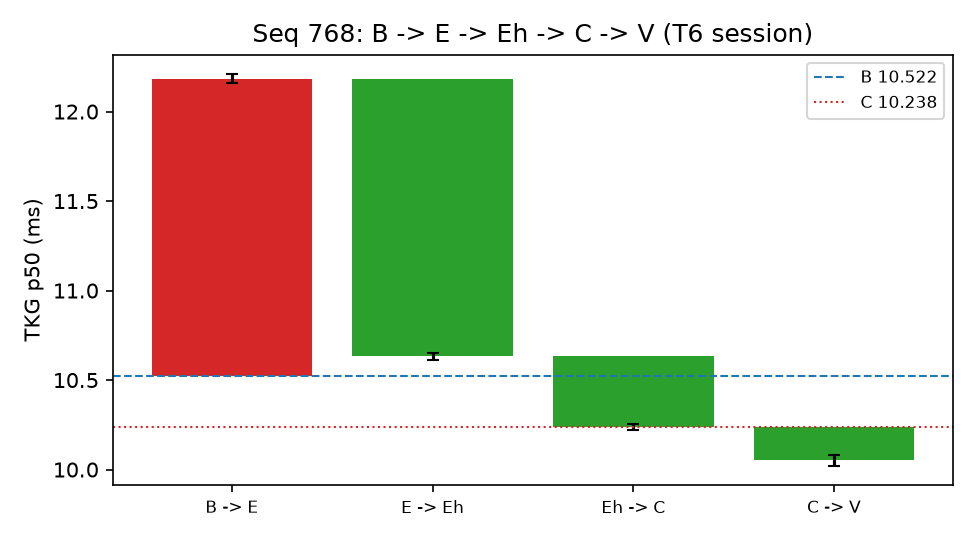 Seq 768: B -> E -> Eh -> C -> V (T6 session)
B 10.522
C 10.238
TKG p50 (ms)
12.0
11.5
11.0
10.5
10.0
B -> E
E -> Eh
Eh -> C
C -> V